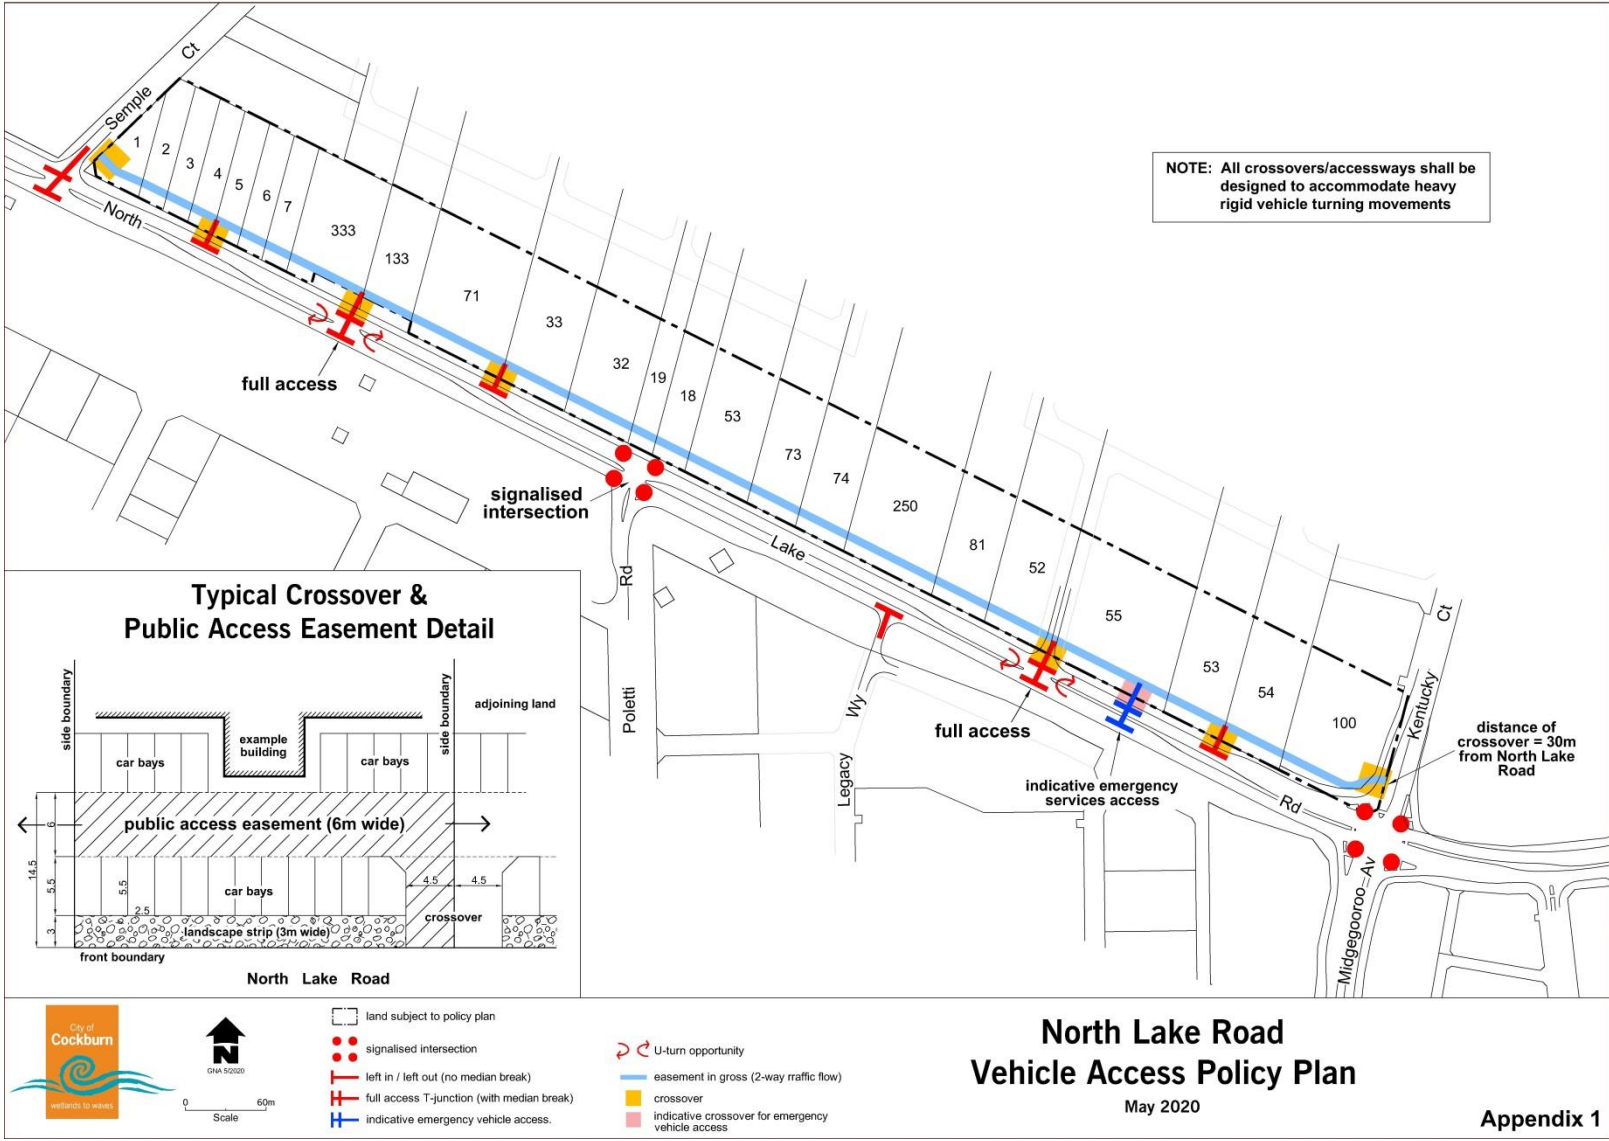 Semple
Ct
North
1
2
3
4
5
6
7
333
133
71
33
32
19
18
53
73
74
250
81
52
55
53
54
100
NOTE: All crossovers/accessways shall be
designed to accommodate heavy
rigid vehicle turning movements
full access
signalised
intersection
Lake
Rd
Poletti
Wy
Legacy
full access
indicative emergency
services access
Rd
Ct
Kentucky
distance of
crossover = 30m
from North Lake
Road
Midgegooroo Av
Typical Crossover &
Public Access Easement Detail
side boundary
side boundary
adjoining land
example
building
car bays
car bays
public access easement (6m wide)
14.5
6
5.5
3
5.5
2.5
car bays
4.5
4.5
crossover
landscape strip (3m wide)
front boundary
North Lake Road
City of
Cockburn
wetlands to waves
N
GNA 5/2020
0
60m
Scale
land subject to policy plan
signalised intersection
left in / left out (no median break)
full access T-junction (with median break)
indicative emergency vehicle access.
U-turn opportunity
easement in gross (2-way rraffic flow)
crossover
indicative crossover for emergency
vehicle access
North Lake Road
Vehicle Access Policy Plan
May 2020
Appendix 1